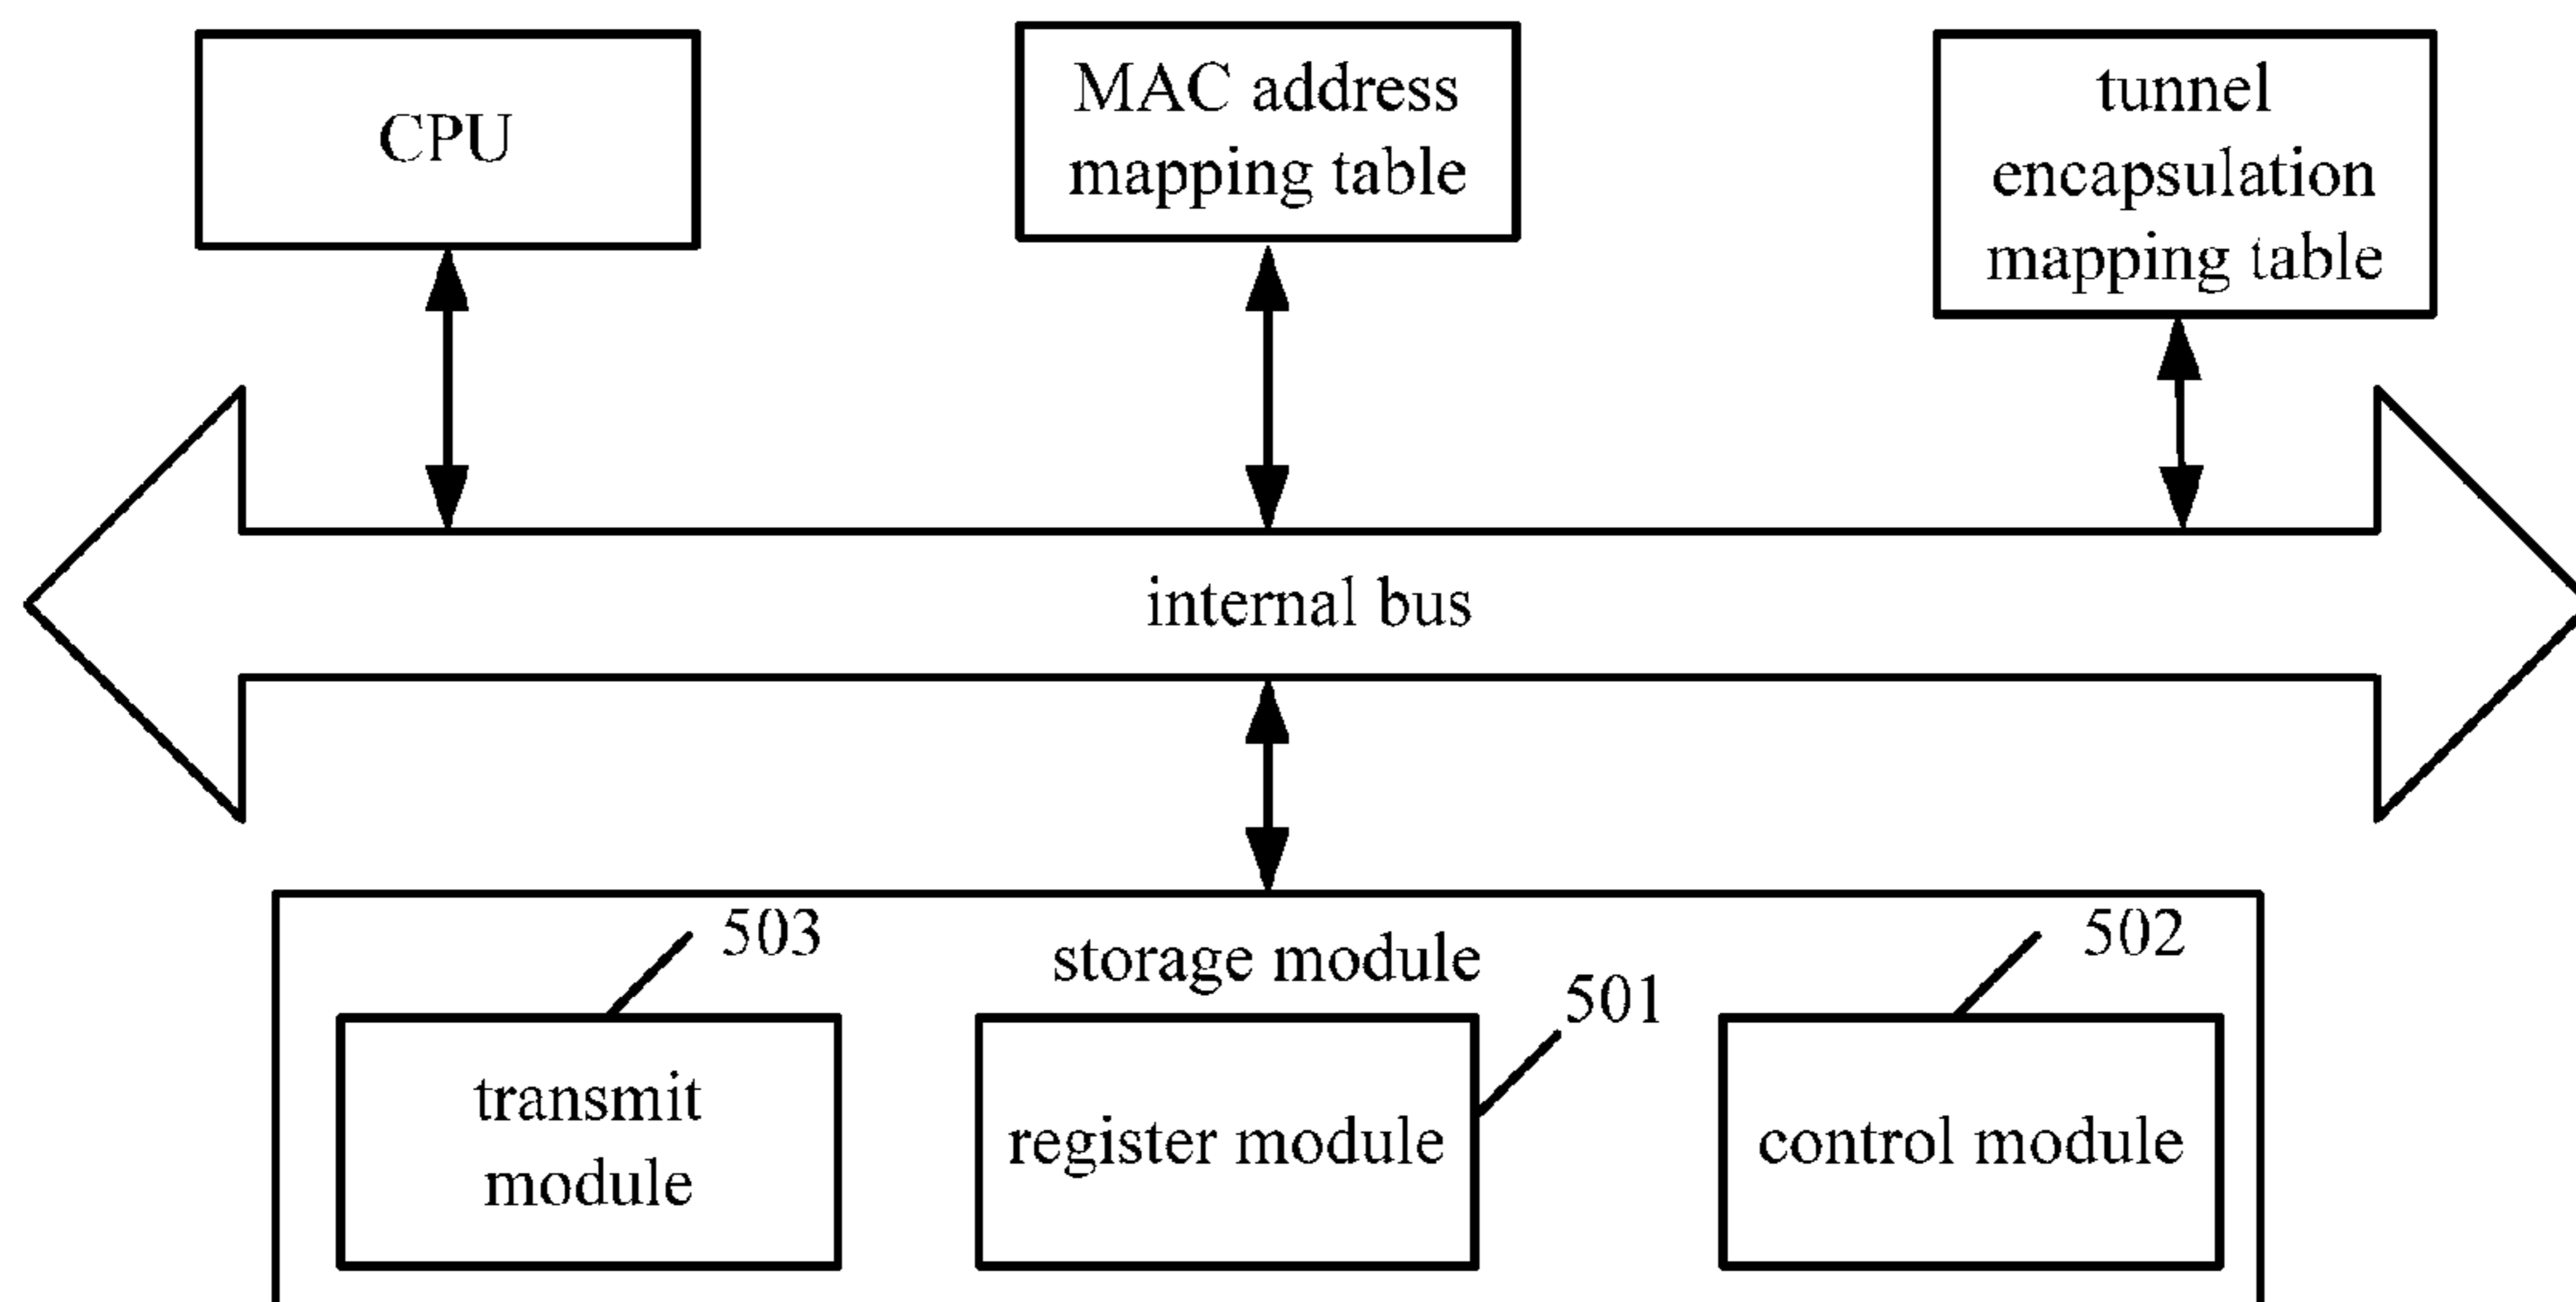 CPU
MAC address
mapping table
tunnel
encapsulation
mapping table
internal bus
503
storage module
502
501
transmit
module
register module
control module